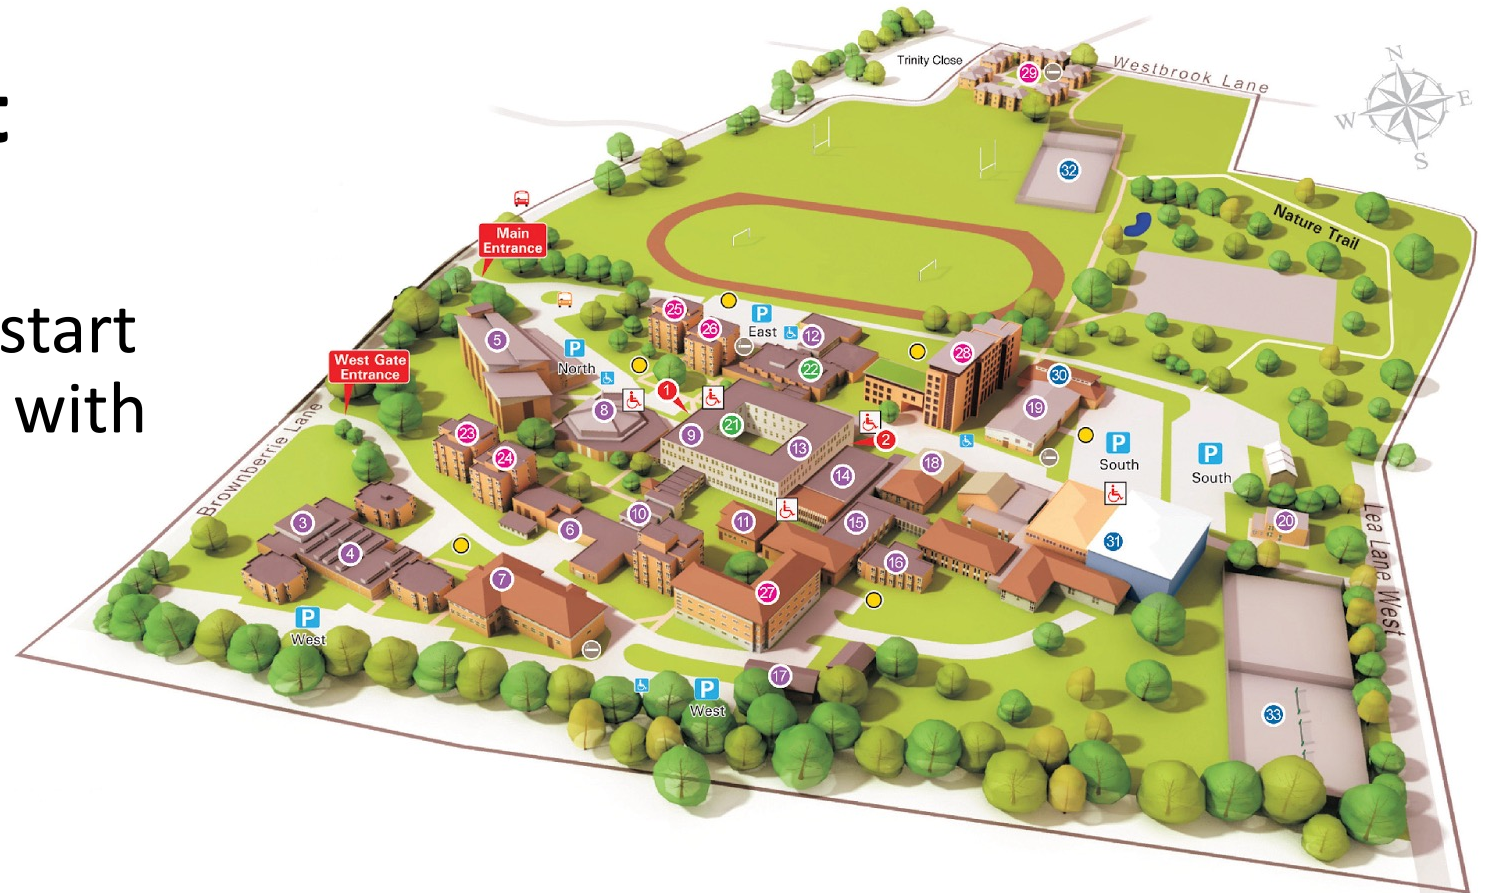 t
start
with
Trinity Close
Westbrook Lane
29
N
W
E
S
32
Nature Trail
Main
Entrance
25
P
East
26
12
5
P
North
28
West Gate
Entrance
22
30
1
8
19
21
9
13
2
23
24
P
South
P
South
18
14
Brownberrie Lane
10
11
15
6
3
4
20
Lea Lane West
31
16
7
27
P
West
17
P
West
33